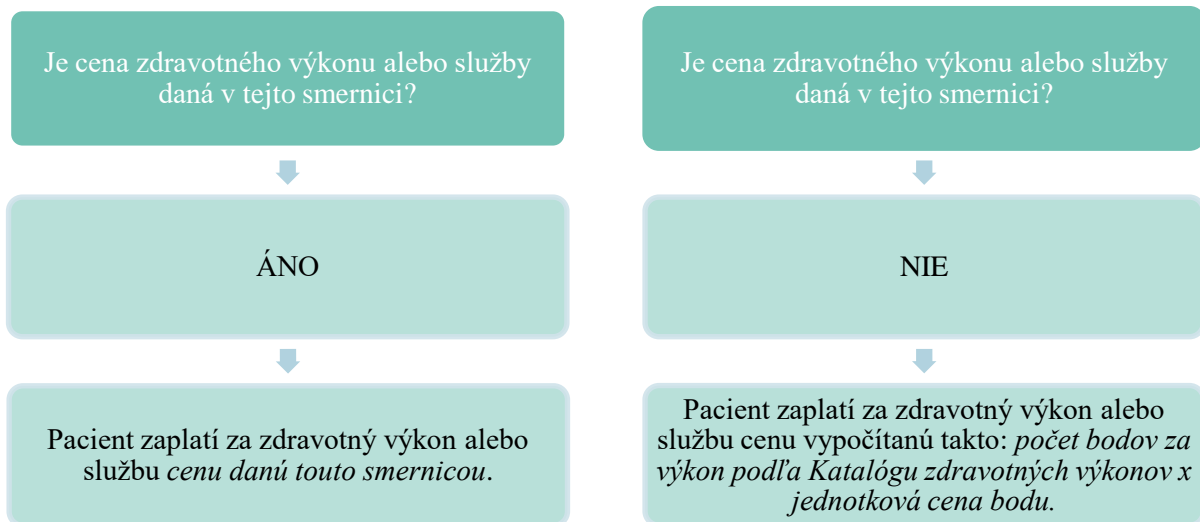 Je cena zdravotného výkonu alebo služby
daná v tejto smernici?
ÁNO
Pacient zaplatí za zdravotný výkon alebo
službu cenu danú touto smernicou.
Je cena zdravotného výkonu alebo služby
daná v tejto smernici?
NIE
Pacient zaplatí za zdravotný výkon alebo
službu cenu vypočítanú takto: počet bodov za
výkon podľa Katalógu zdravotných výkonov x
jednotková cena bodu.